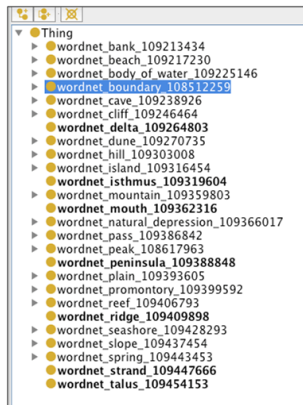 Thing
wordnet_bank_109213434
wordnet_beach_109217230
wordnet_body_of_water_109225146
wordnet_boundary_108512259
wordnet_cave_109238926
wordnet_cliff_109246464
wordnet_delta_109264803
wordnet_dune_109270735
wordnet_hill_109303008
wordnet_island_109316454
wordnet_isthmus_109319604
wordnet_mountain_109359803
wordnet_mouth_109362316
wordnet_natural_depression_109366017
wordnet_pass_109386842
wordnet_peak_108617963
wordnet_peninsula_109388848
wordnet_plain_109393605
wordnet_promontory_109399592
wordnet_reef_109406793
wordnet_ridge_109409898
wordnet_seashore_109428293
wordnet_slope_109437454
wordnet_spring_109443453
wordnet_strand_109447666
wordnet_talus_109454153